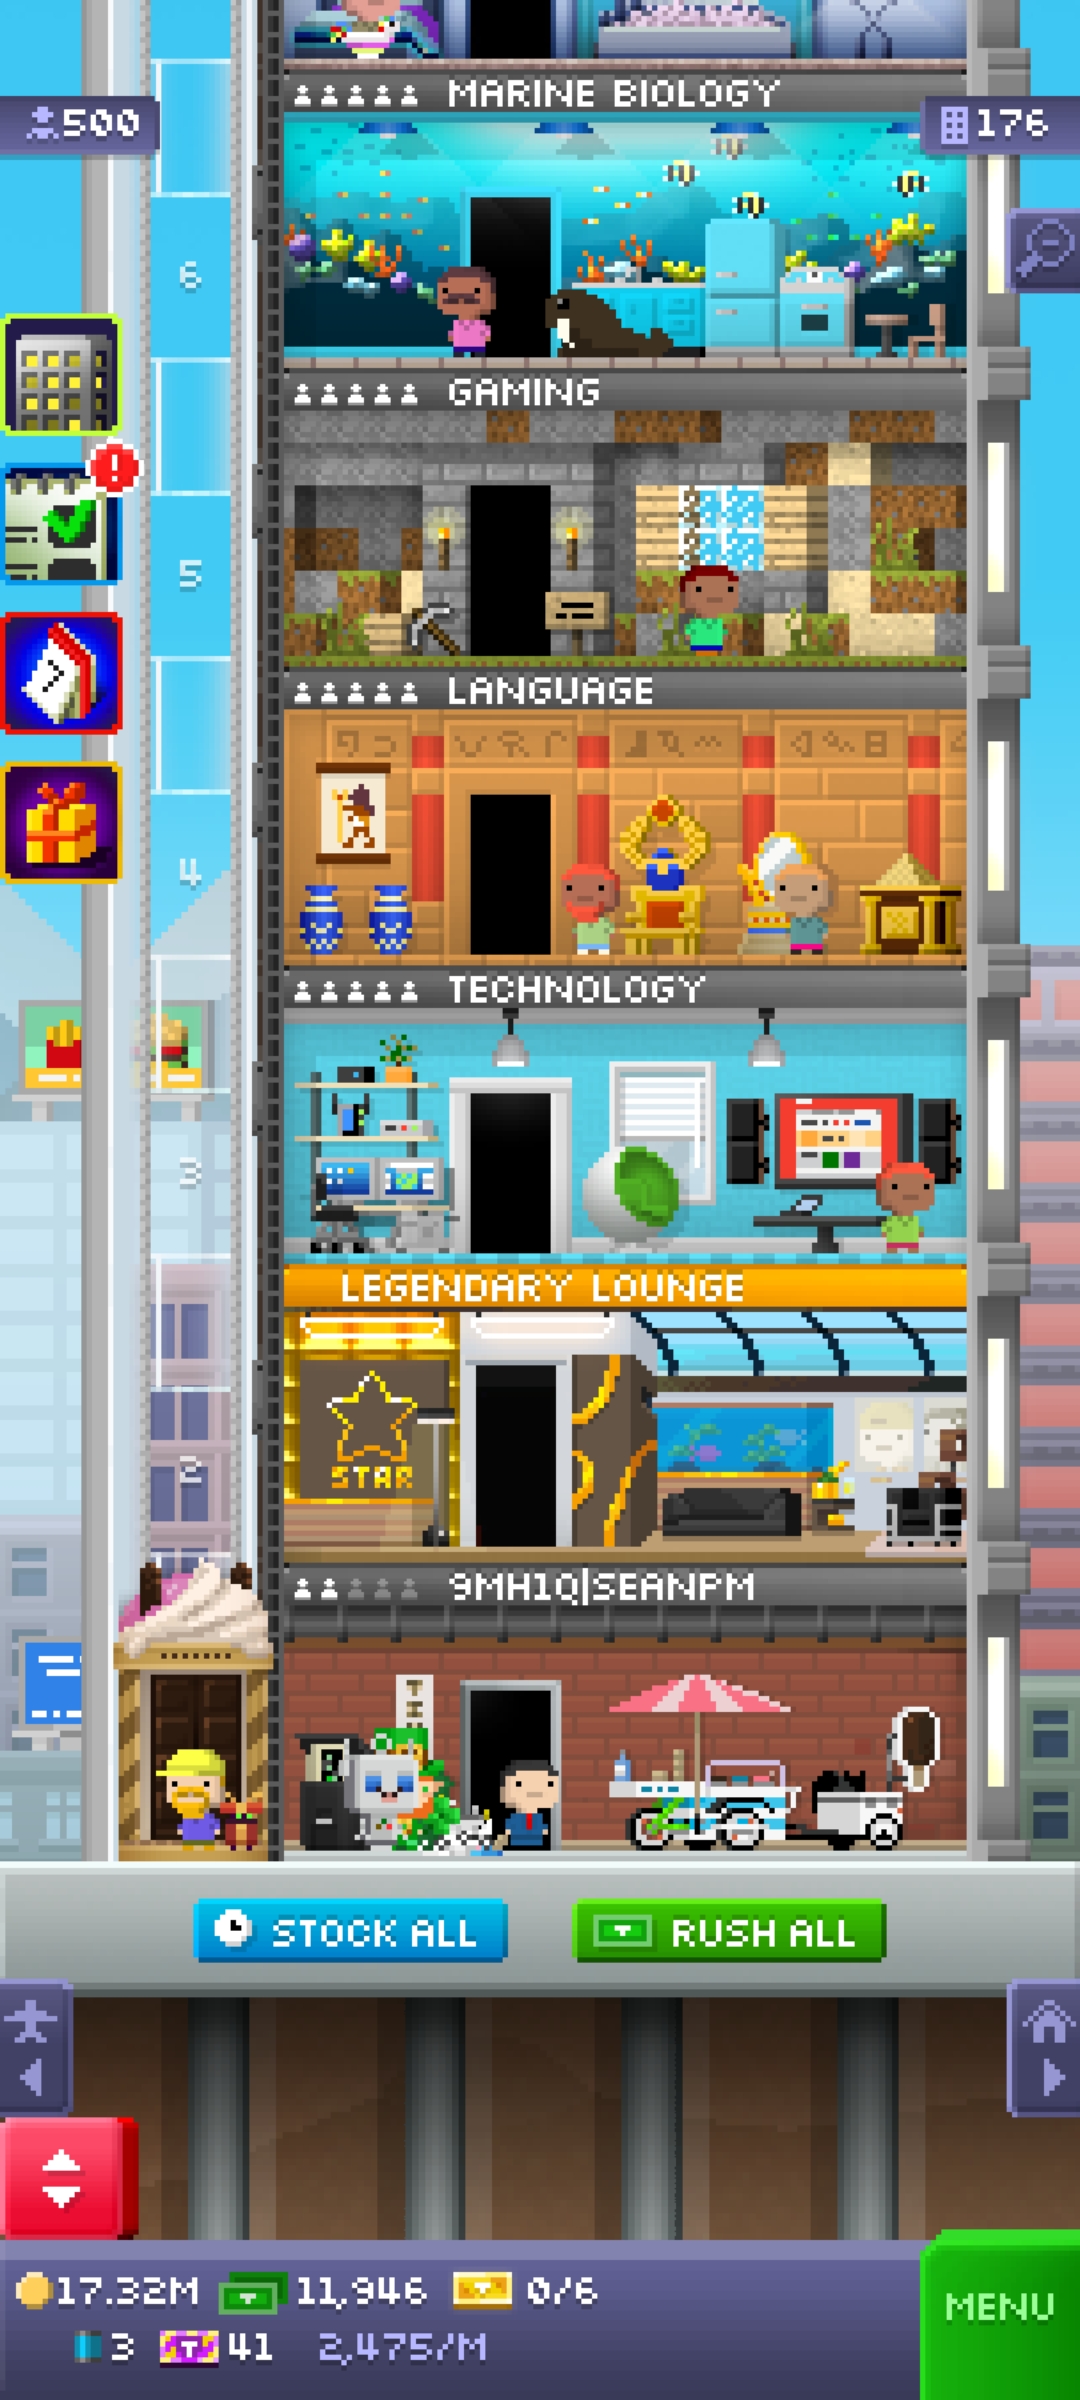 MARINE BIOLOGY
500
176
6
GAMING
5
LANGUAGE
4
TECHNOLOGY
3
LEGENDARY LOUNGE
STAR
2
9MH1Q|SEANPM
STOCK ALL
RUSH ALL
17.32M
11,946
0/6
MENU
3
41
2,475/M